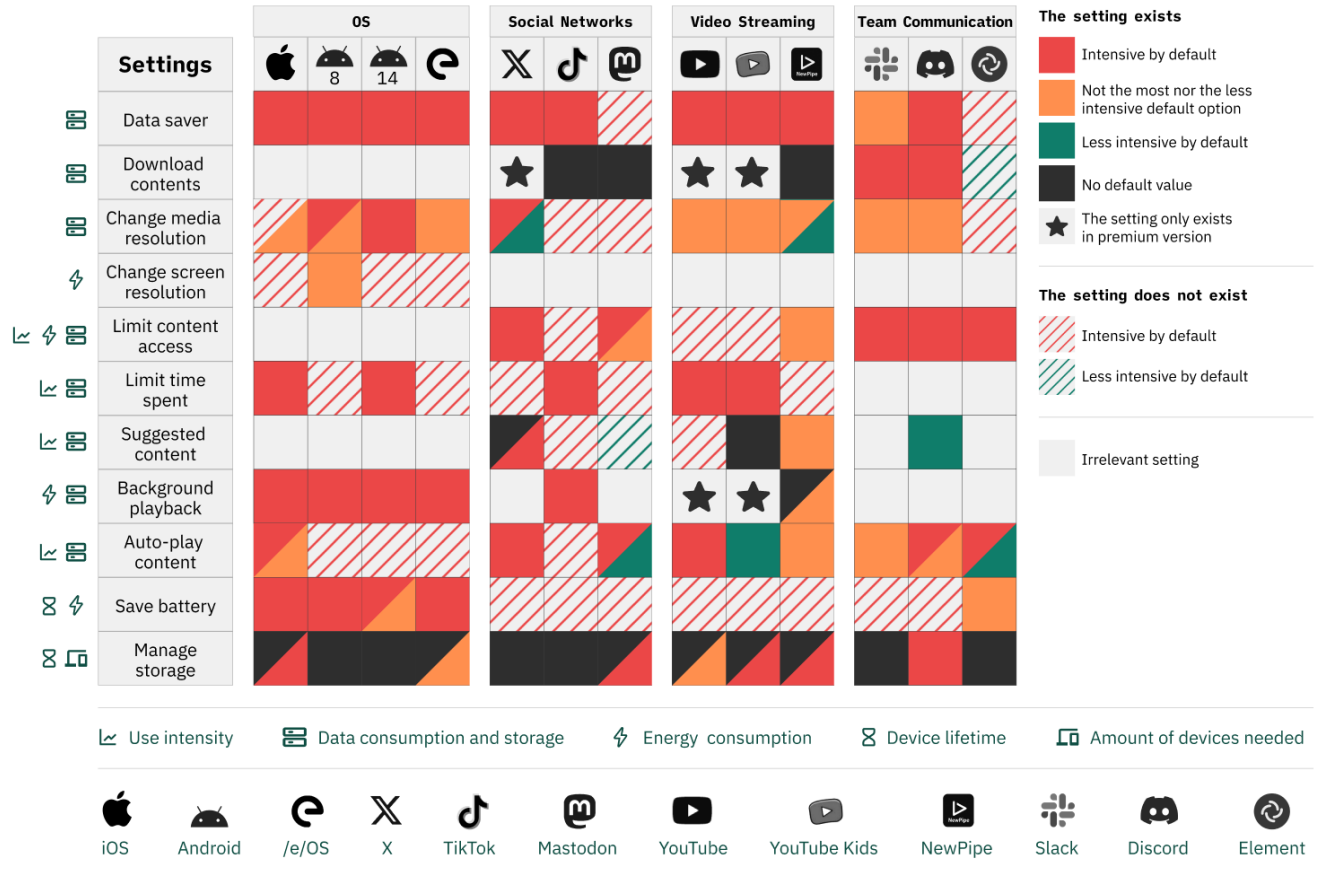 OS
Social Networks
Video Streaming
Team Communication
Settings
8
14
NewPipe
Data saver
Download
contents
Change media
resolution
Change screen
resolution
Limit content
access
Limit time
spent
Suggested
content
Background
playback
Auto-play
content
Save battery
Manage
storage
The setting exists
Intensive by default
Not the most nor the less
intensive default option
Less intensive by default
No default value
The setting only exists
in premium version
The setting does not exist
Intensive by default
Less intensive by default
Irrelevant setting
Use intensity
Data consumption and storage
Energy consumption
Device lifetime
Amount of devices needed
NewPipe
iOS
Android
/e/OS
X
TikTok
Mastodon
YouTube
YouTube Kids
NewPipe
Slack
Discord
Element